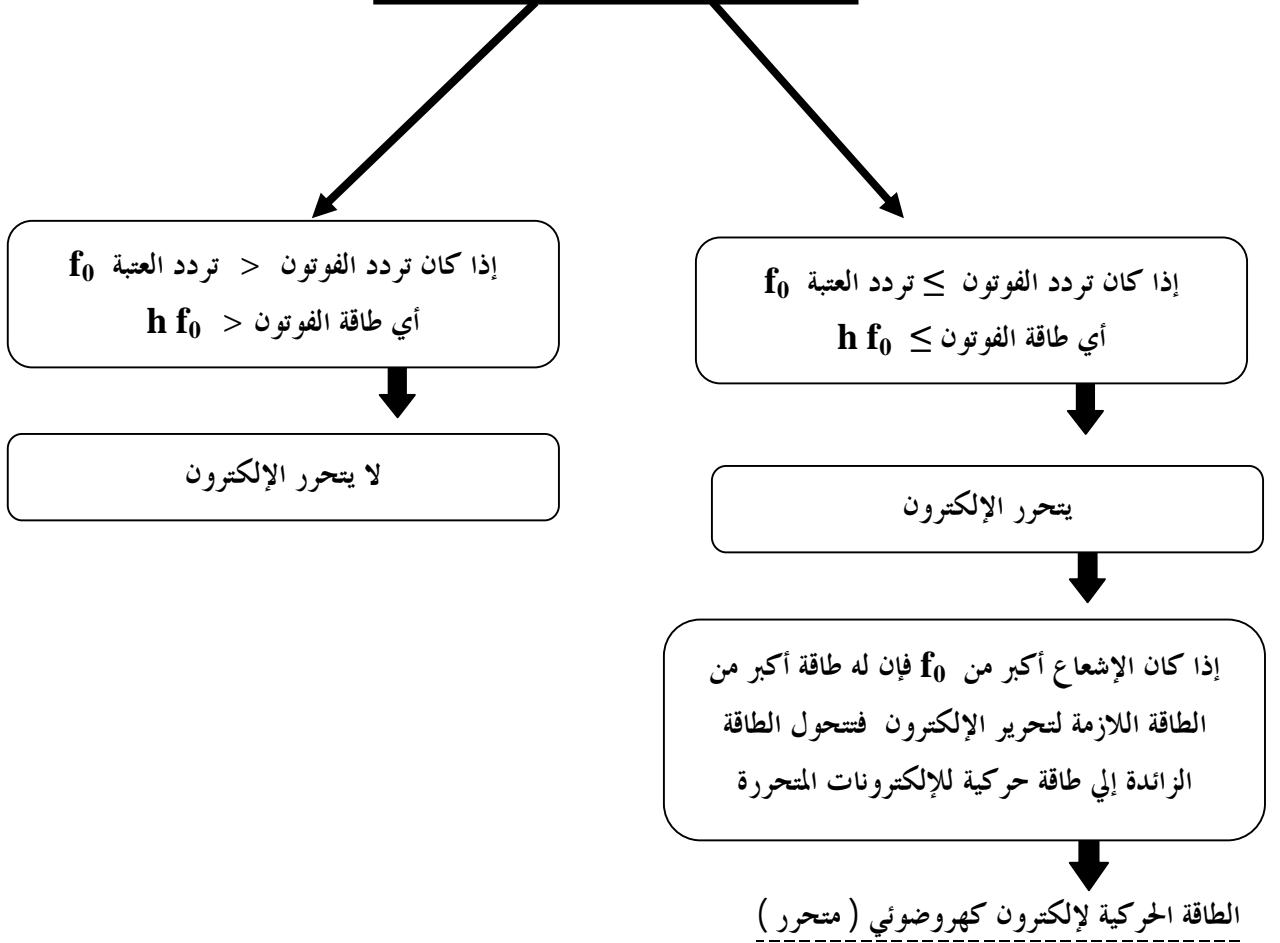 إذا كان تردد الفوتون < تردد العتبة f₀
أي طاقة الفوتون < h f₀
لا يتحرر الإلكترون
إذا كان تردد الفوتون ≥ تردد العتبة f₀
أي طاقة الفوتون ≥ h f₀
يتحرر الإلكترون
إذا كان الإشعاع أكبر من f₀ فإن له طاقة أكبر من
الطاقة اللازمة لتحرير الإلكترون فتتحول الطاقة
الزائدة إلي طاقة حركية للإلكترونات المتحررة
الطاقة الحركية لإلكترون كهروضوئي ( متحرر )